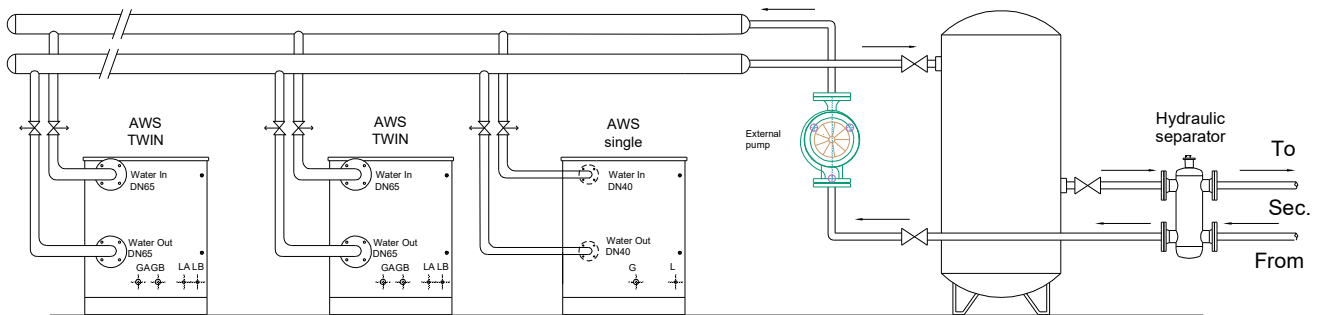 AWS
TWIN
Water In
DN65
Water Out
DN65
GAGB
LA LB
AWS
TWIN
Water In
DN65
Water Out
DN65
GAGB
LA LB
AWS
single
Water In
DN40
Water Out
DN40
G
L
External
pump
Hydraulic
separator
To
Sec.
From